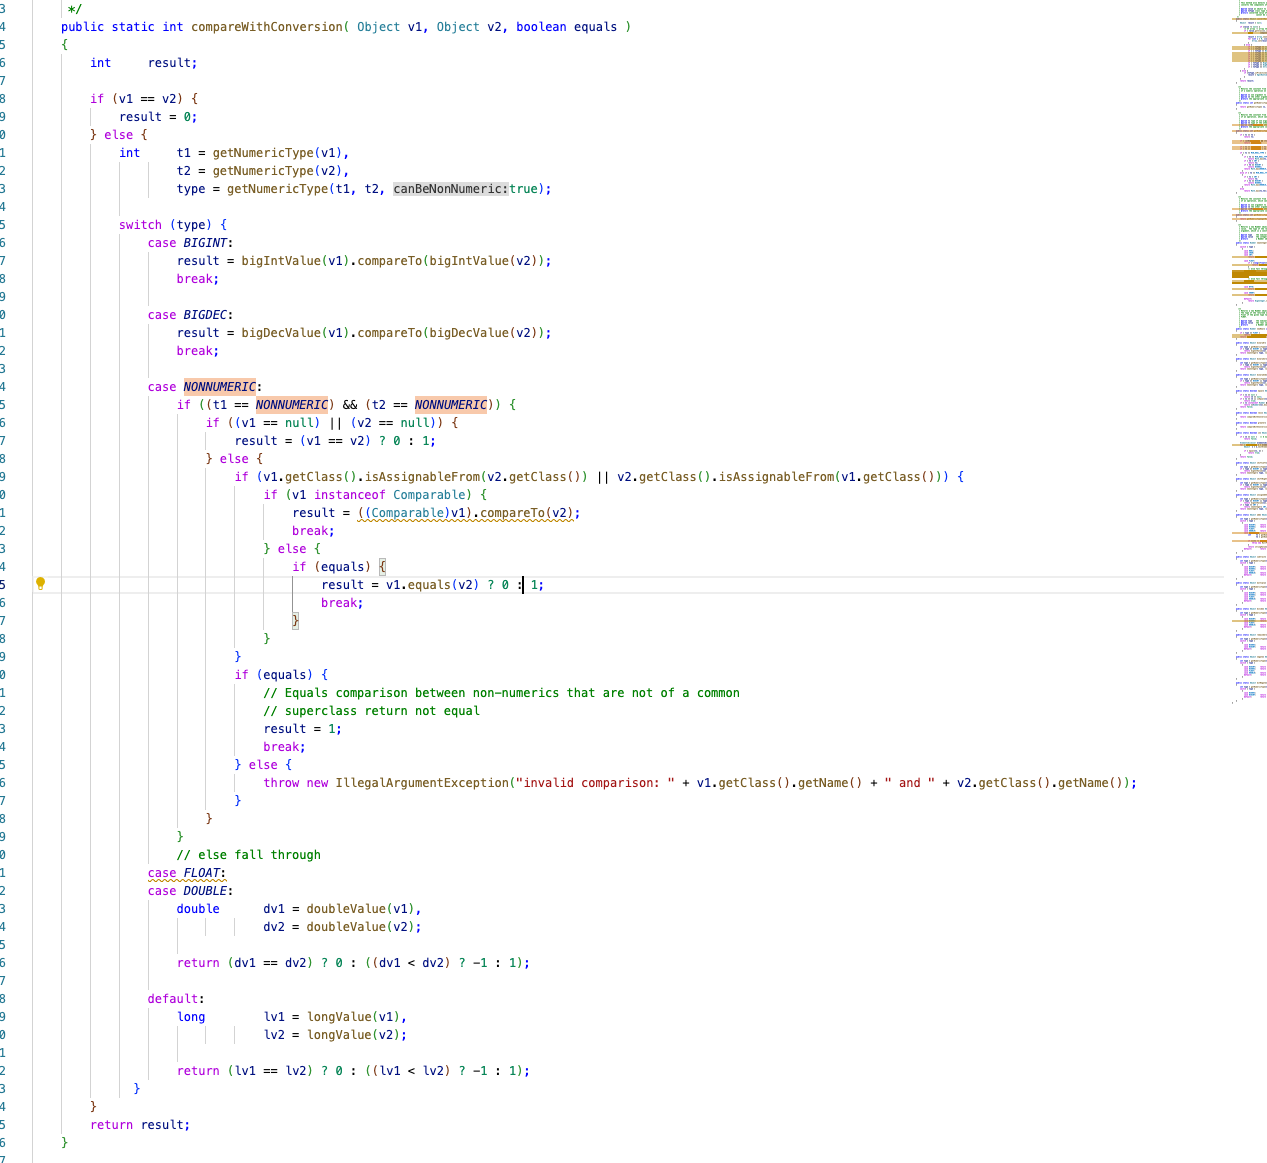 3 */
4 public static int compareWithConversion( Object v1, Object v2, boolean equals )
5 {
6 int result;
7
8 if (v1 == v2) {
9 result = 0;
0 } else {
1 int t1 = getNumericType(v1),
2 t2 = getNumericType(v2),
3 type = getNumericType(t1, t2, canBeNonNumeric:true);
4
5 switch (type) {
6 case BIGINT:
7 result = bigIntValue(v1).compareTo(bigIntValue(v2));
8 break;
9
0 case BIGDEC:
1 result = bigDecValue(v1).compareTo(bigDecValue(v2));
2 break;
3
4 case NONNUMERIC:
5 if ((t1 == NONNUMERIC) && (t2 == NONNUMERIC)) {
6 if ((v1 == null) || (v2 == null)) {
7 result = (v1 == v2) ? 0 : 1;
8 } else {
9 if (v1.getClass().isAssignableFrom(v2.getClass()) || v2.getClass().isAssignableFrom(v1.getClass())) {
0 if (v1 instanceof Comparable) {
1 result = ((Comparable)v1).compareTo(v2);
2 break;
3 } else {
4 if (equals) {
5 result = v1.equals(v2) ? 0 : 1;
6 break;
7 }
8 }
9 }
0 if (equals) {
1 // Equals comparison between non-numerics that are not of a common
2 // superclass return not equal
3 result = 1;
4 break;
5 } else {
6 throw new IllegalArgumentException("invalid comparison: " + v1.getClass().getName() + " and " + v2.getClass().getName());
7 }
8 }
9 }
0 // else fall through
1 case FLOAT:
2 case DOUBLE:
3 double dv1 = doubleValue(v1),
4 dv2 = doubleValue(v2);
5
6 return (dv1 == dv2) ? 0 : ((dv1 < dv2) ? -1 : 1);
7
8 default:
9 long lv1 = longValue(v1),
0 lv2 = longValue(v2);
1
2 return (lv1 == lv2) ? 0 : ((lv1 < lv2) ? -1 : 1);
3 }
4 }
5 return result;
6 }
7